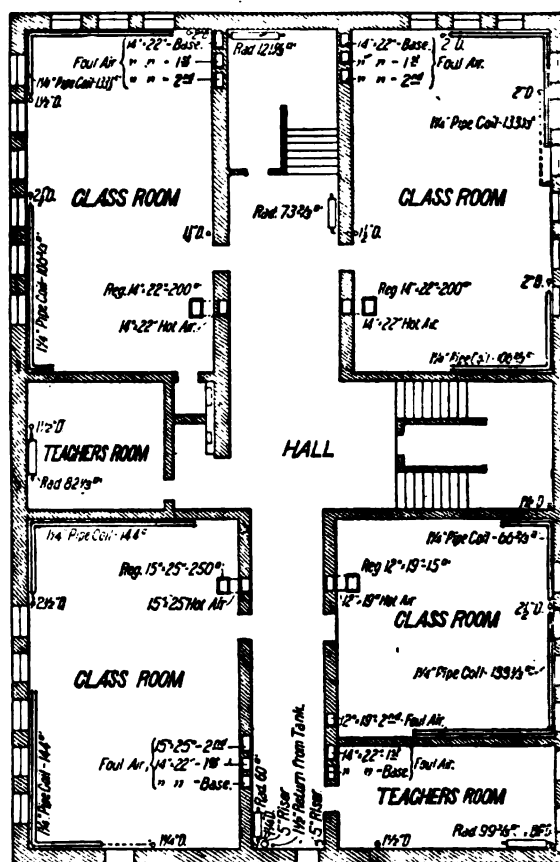 14"×22"-Base.
Foul Air " " = 1st
" " = 2nd
1¼" Pipe Coil-133⅓
1½"D.
Rad 121⅔
14"×22"-Base
" " = 1st Foul Air.
" " = 2nd
2"D.
2"D
1¼" Pipe Coil-133⅓
CLASS ROOM
CLASS ROOM
Rad. 73⅔
1½"D.
Reg. 14"×22"-200
14"×22" Hot Air.
Reg 14"×22"-200
14"×22" Hot Air
2"D.
1¼" Pipe Coil-106⅔
1¼" Pipe Coil-106⅔
1½"D
TEACHERS ROOM
Rad 82⅓
HALL
1½"D
1¼" Pipe Coil-144
1¼" Pipe Coil-66⅔
Reg. 15"×25"-250
15"×25" Hot Air
2½"D.
Reg 12"×19"-15
12"×19" Hot Air
2½"D.
CLASS ROOM
CLASS ROOM
1¼" Pipe Coil-133⅓
12"×19"-2nd Foul Air.
15"×25"-2nd
Foul Air, 14"×22"-1st
" " -Base.
14"×22"-1st
" " -Base Foul Air.
1¼" Pipe Coil-144
Rad 60
5" Riser
1½" Return From Tank.
5" Riser
TEACHERS ROOM
1¼"D.
1½"D
Rad 99⅔